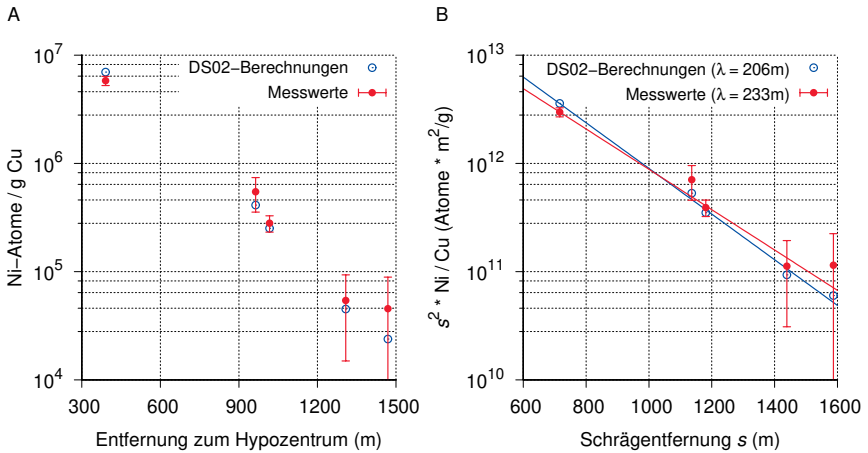 A
Ni−Atome / g Cu
10^7
10^6
10^5
10^4
DS02−Berechnungen
Messwerte
300 900 1200 1500
Entfernung zum Hypozentrum (m)
B
s^2 * Ni / Cu (Atome * m^2/g)
10^13
10^12
10^11
10^10
DS02−Berechnungen (λ = 206m)
Messwerte (λ = 233m)
600 800 1000 1200 1400 1600
Schrägentfernung s (m)